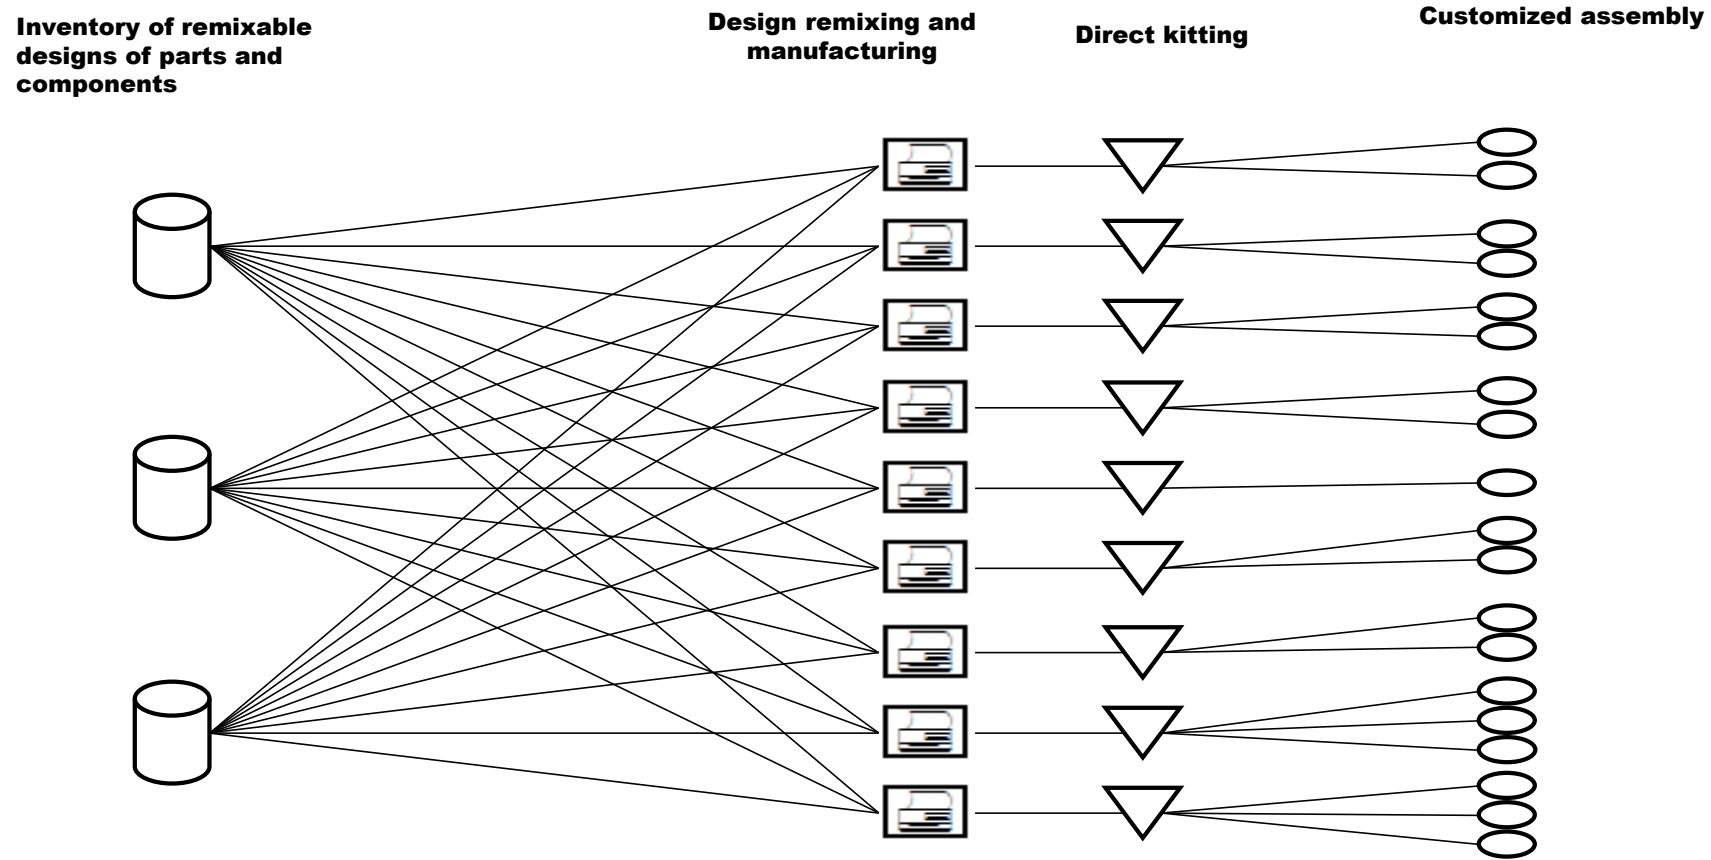 Inventory of remixable
designs of parts and
components
Design remixing and
manufacturing
Direct kitting
Customized assembly